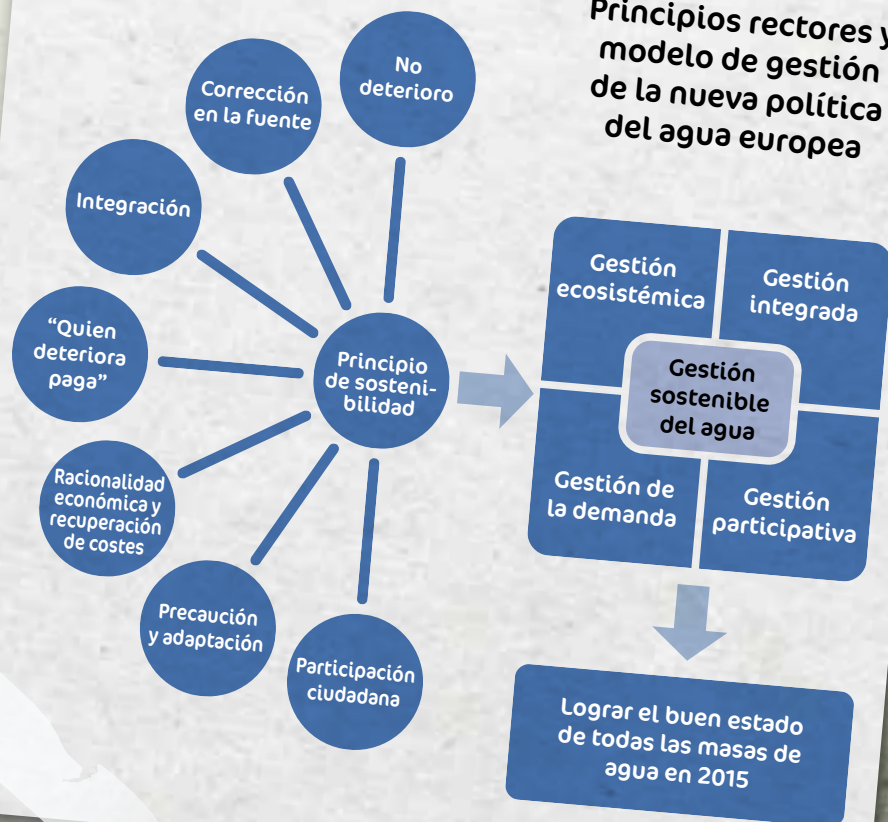 Principios rectores y
modelo de gestión
de la nueva política
del agua europea
No
deterioro
Corrección
en la fuente
Integración
“Quien
deteriora
paga”
Racionalidad
económica y
recuperación
de costes
Precaución
y adaptación
Participación
ciudadana
Principio
de sosteni-
bilidad
Gestión
ecosistémica
Gestión
integrada
Gestión
sostenible
del agua
Gestión de
la demanda
Gestión
participativa
Lograr el buen estado
de todas las masas de
agua en 2015